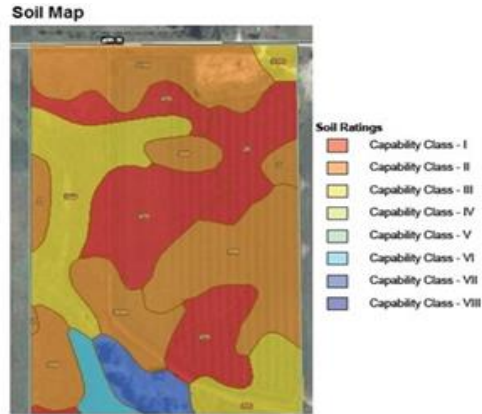 Soil Map
Soil Ratings
Capability Class - I
Capability Class - II
Capability Class - III
Capability Class - IV
Capability Class - V
Capability Class - VI
Capability Class - VII
Capability Class - VIII